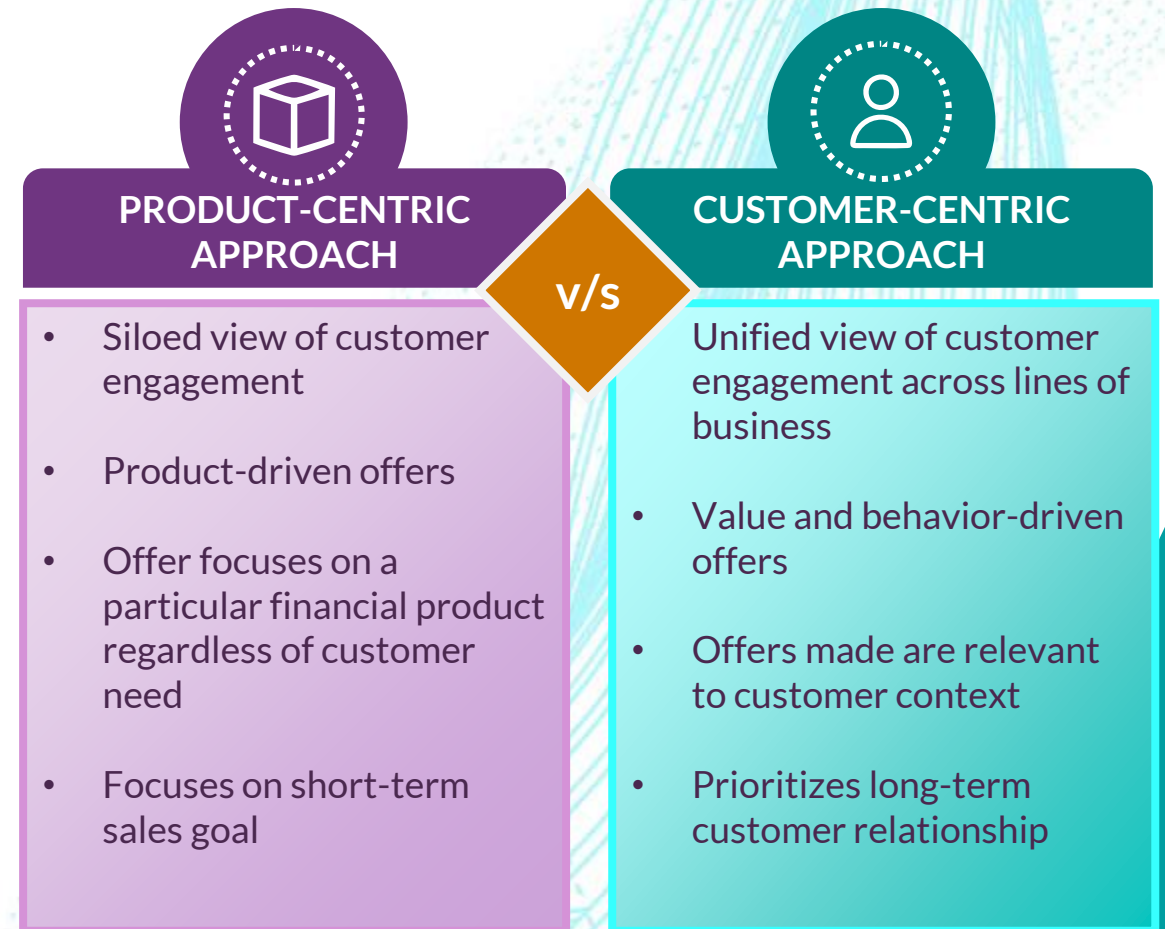 PRODUCT-CENTRIC
APPROACH
• Siloed view of customer
engagement
• Product-driven offers
• Offer focuses on a
particular financial product
regardless of customer
need
• Focuses on short-term
sales goal
v/s
CUSTOMER-CENTRIC
APPROACH
Unified view of customer
engagement across lines of
business
• Value and behavior-driven
offers
• Offers made are relevant
to customer context
• Prioritizes long-term
customer relationship